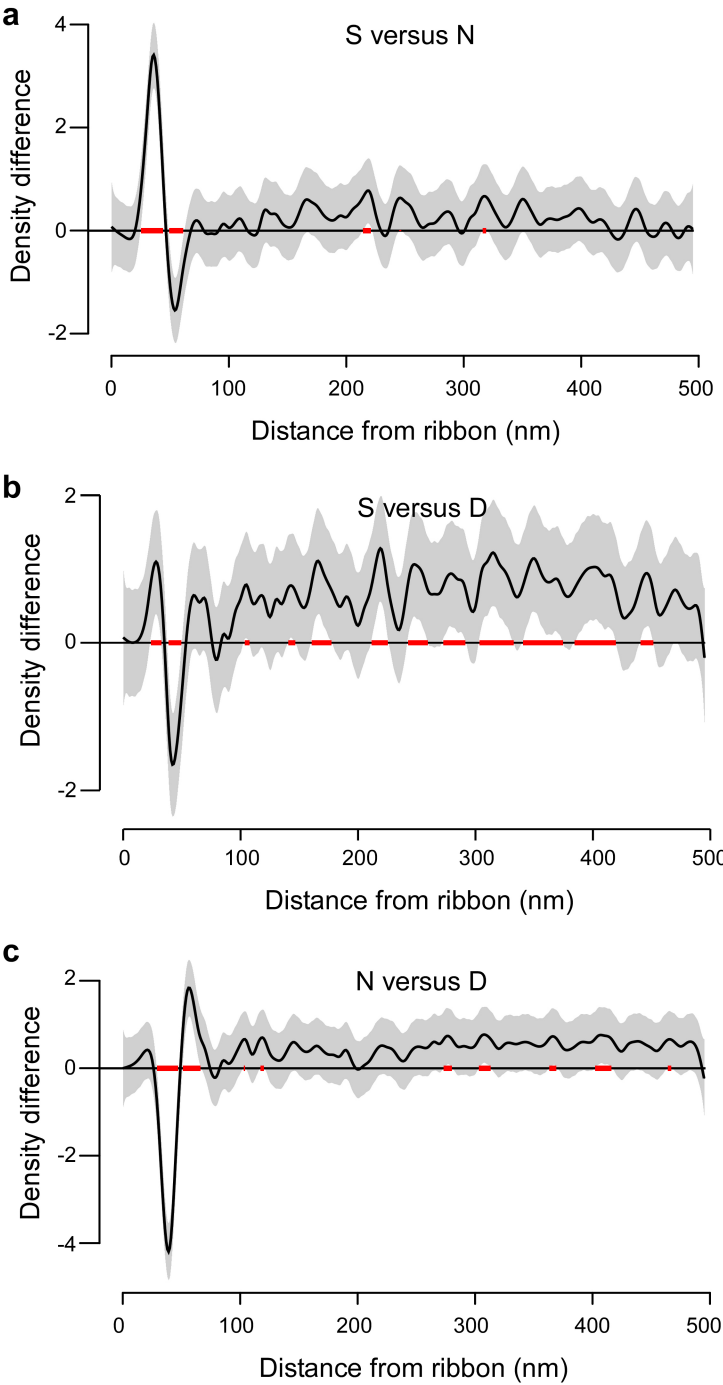 a
S versus N
Density difference
4
2
0
-2
0 100 200 300 400 500
Distance from ribbon (nm)
b
S versus D
Density difference
2
0
-2
0 100 200 300 400 500
Distance from ribbon (nm)
c
N versus D
Density difference
2
0
-2
-4
0 100 200 300 400 500
Distance from ribbon (nm)